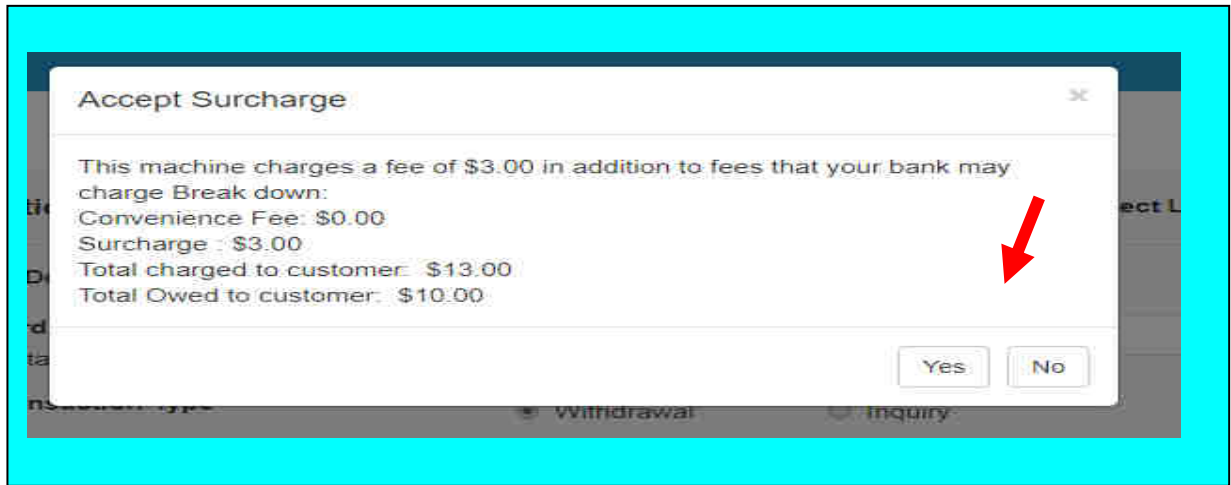 Accept Surcharge ×
This machine charges a fee of $3.00 in addition to fees that your bank may
charge Break down:
Convenience Fee: $0.00
Surcharge : $3.00
Total charged to customer: $13.00
Total Owed to customer: $10.00
Yes No
Withdrawal Inquiry